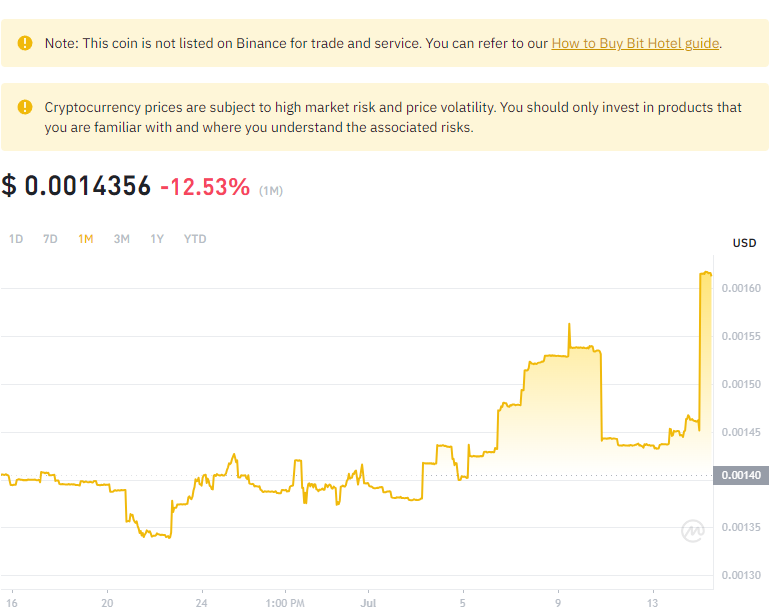 Note: This coin is not listed on Binance for trade and service. You can refer to our How to Buy Bit Hotel guide.
Cryptocurrency prices are subject to high market risk and price volatility. You should only invest in products that
you are familiar with and where you understand the associated risks.
$ 0.0014356 -12.53% (1M)
1D 7D 1M 3M 1Y YTD
USD
0.00160
0.00155
0.00150
0.00145
0.00140
0.00135
0.00130
16 20 24 1:00 PM Jul 5 9 13